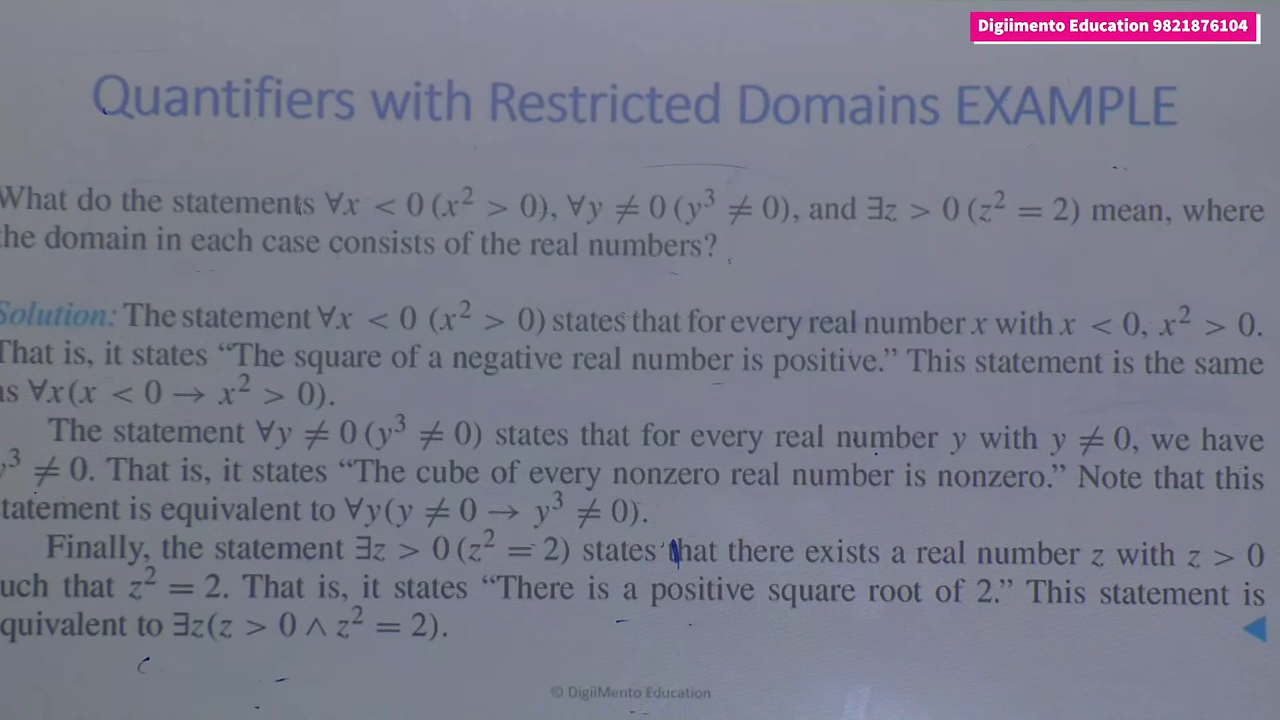 Digiimento Education 9821876104
Quantifiers with Restricted Domains EXAMPLE
What do the statements ∀x < 0 (x² > 0), ∀y ≠ 0 (y³ ≠ 0), and ∃z > 0 (z² = 2) mean, where
he domain in each case consists of the real numbers?
Solution: The statement ∀x < 0 (x² > 0) states that for every real number x with x < 0, x² > 0.
That is, it states “The square of a negative real number is positive.” This statement is the same
as ∀x(x < 0 → x² > 0).
The statement ∀y ≠ 0 (y³ ≠ 0) states that for every real number y with y ≠ 0, we have
y³ ≠ 0. That is, it states “The cube of every nonzero real number is nonzero.” Note that this
tatement is equivalent to ∀y(y ≠ 0 → y³ ≠ 0).
Finally, the statement ∃z > 0 (z² = 2) states that there exists a real number z with z > 0
uch that z² = 2. That is, it states “There is a positive square root of 2.” This statement is
quivalent to ∃z(z > 0 ∧ z² = 2).
© DigiiMento Education